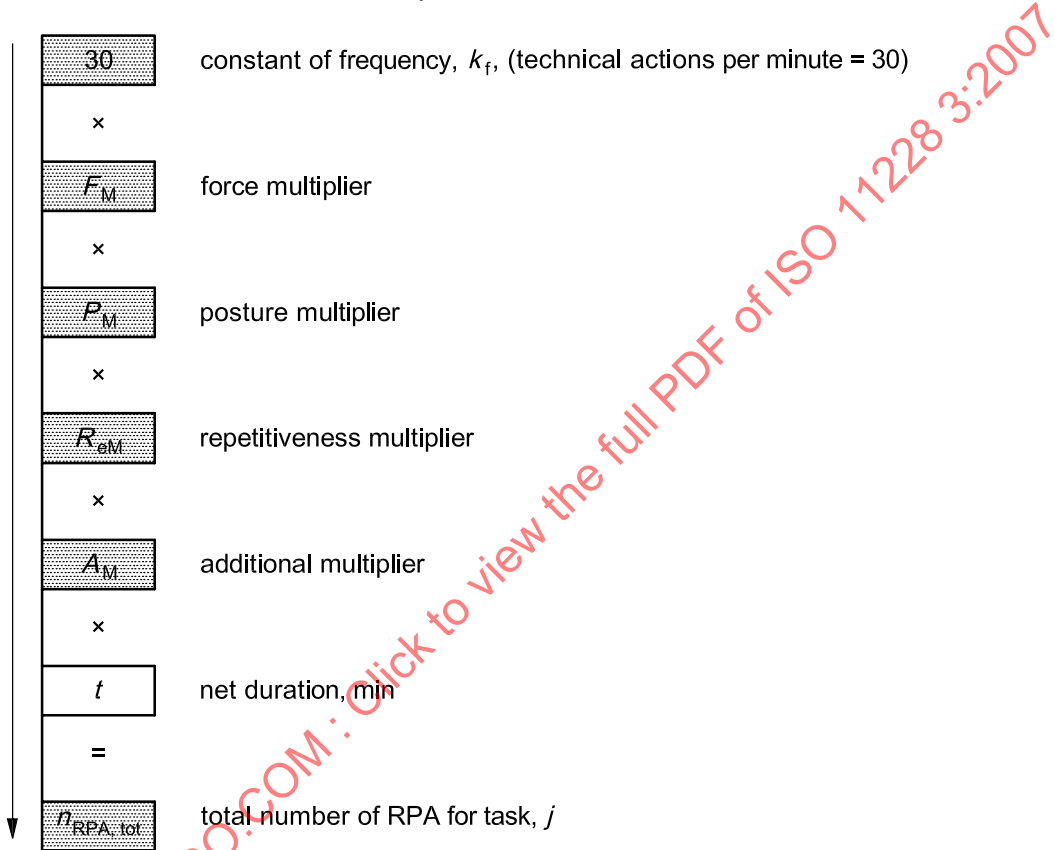 30 constant of frequency, kf, (technical actions per minute = 30)
×
FM force multiplier
×
PM posture multiplier
×
ReM repetitiveness multiplier
×
AM additional multiplier
×
t net duration, min
=
nRPA, tot total number of RPA for task, j
O.COM : Click to view the full PDF of ISO 11228 3:2007